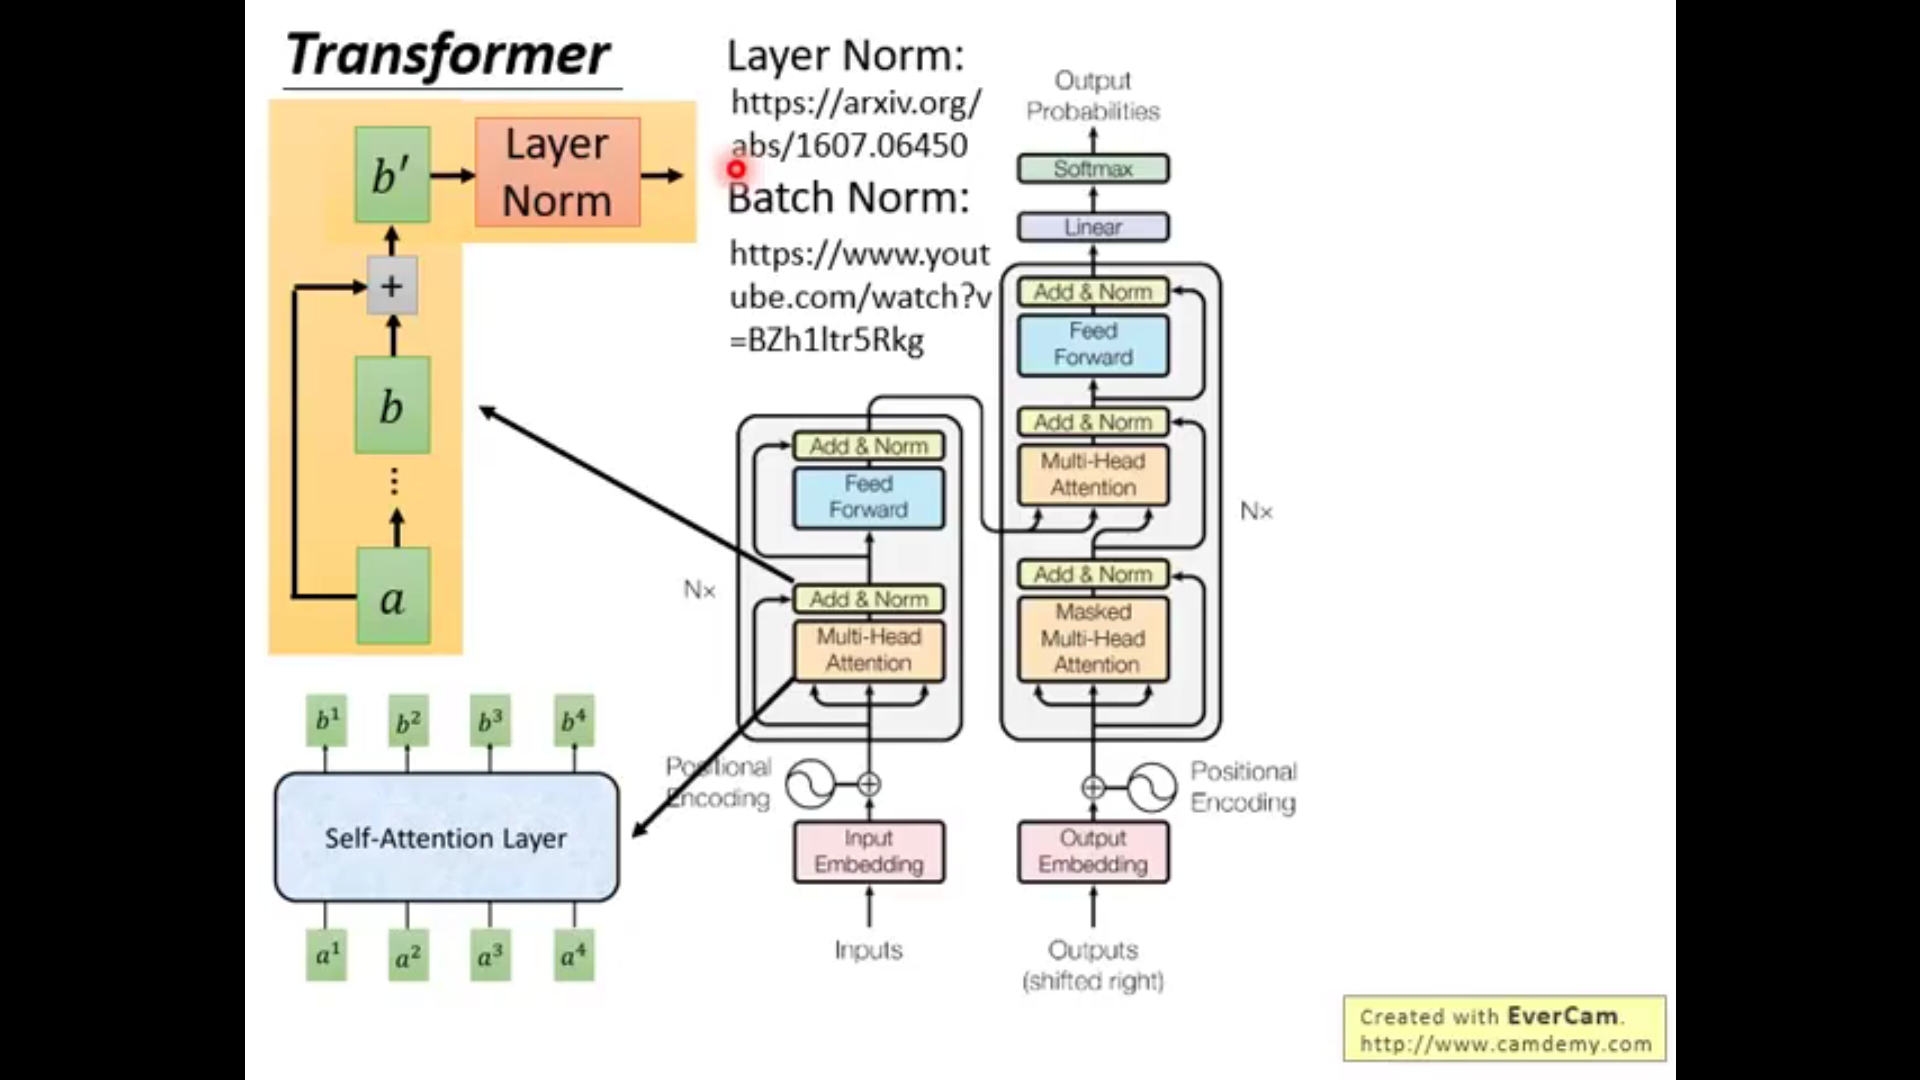 Transformer
b′
Layer
Norm
+
b
⋮
a
Layer Norm:
https://arxiv.org/
abs/1607.06450
Batch Norm:
https://www.yout
ube.com/watch?v
=BZh1ltr5Rkg
b¹ b² b³ b⁴
Self-Attention Layer
a¹ a² a³ a⁴
Add & Norm
Feed
Forward
N×
Add & Norm
Multi-Head
Attention
Positional
Encoding
Input
Embedding
Inputs
Output
Probabilities
Softmax
Linear
Add & Norm
Feed
Forward
Add & Norm
Multi-Head
Attention
N×
Add & Norm
Masked
Multi-Head
Attention
Positional
Encoding
Output
Embedding
Outputs
(shifted right)
Created with EverCam.
http://www.camdemy.com